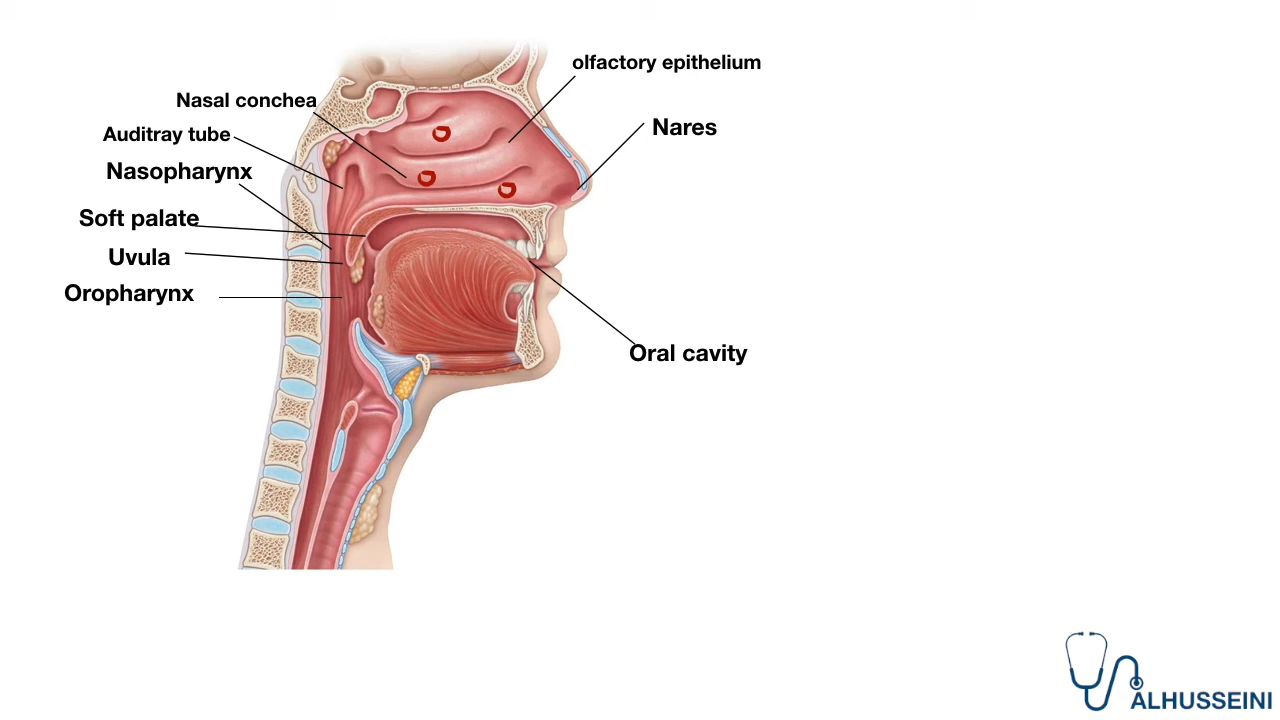 olfactory epithelium
Nasal conchea
Nares
Auditray tube
Nasopharynx
Soft palate
Uvula
Oropharynx
Oral cavity
ALHUSSEINI